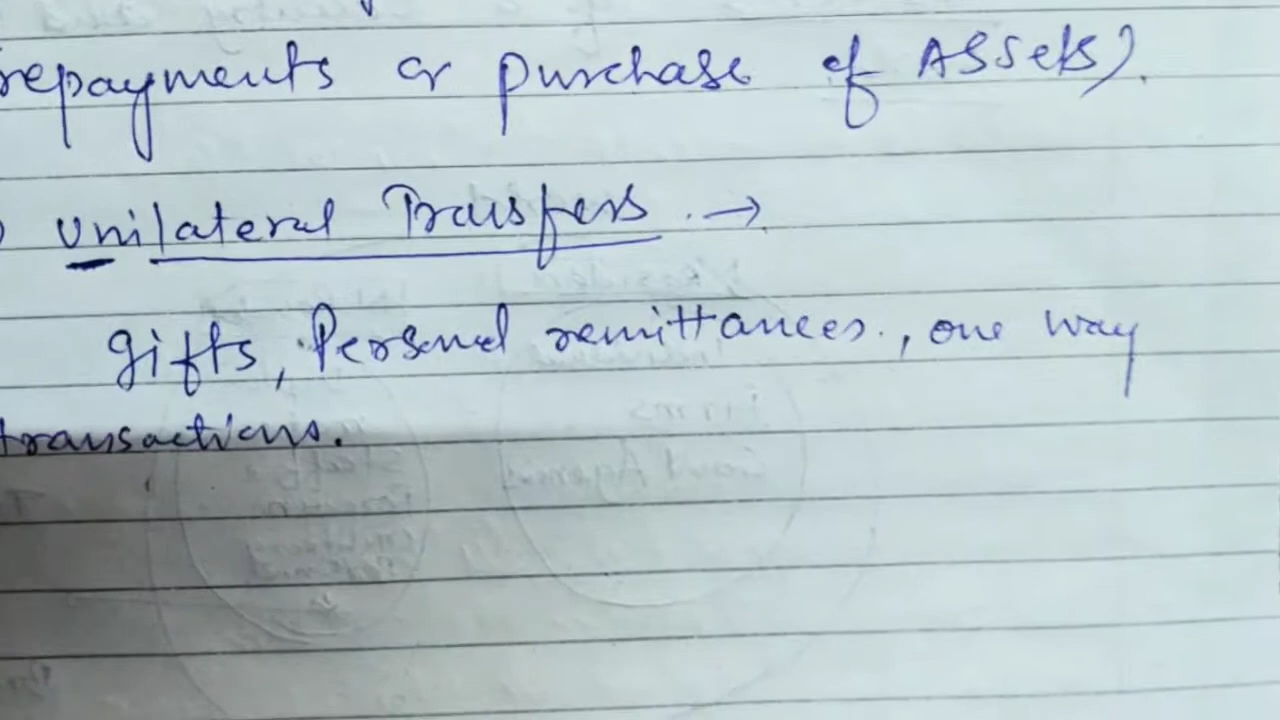 repayments or purchase of Assets).
) Unilateral Transfers . →
gifts, Personal remittances., one way
transactions.